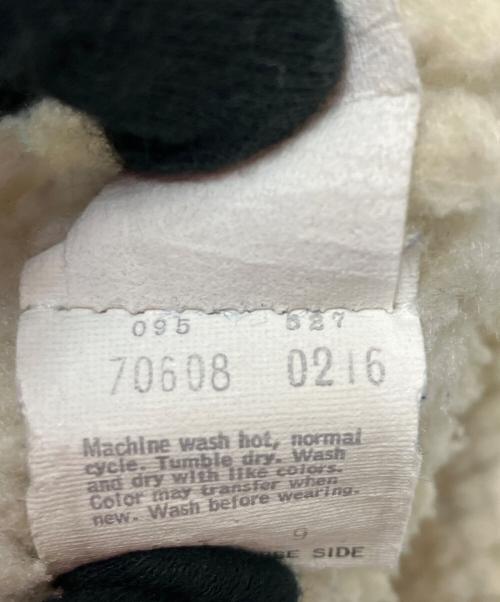 095 527
70608 0216
Machine wash hot, normal
cycle. Tumble dry. Wash
and dry with like colors.
Color may transfer when
new. Wash before wearing.
9
SIDE